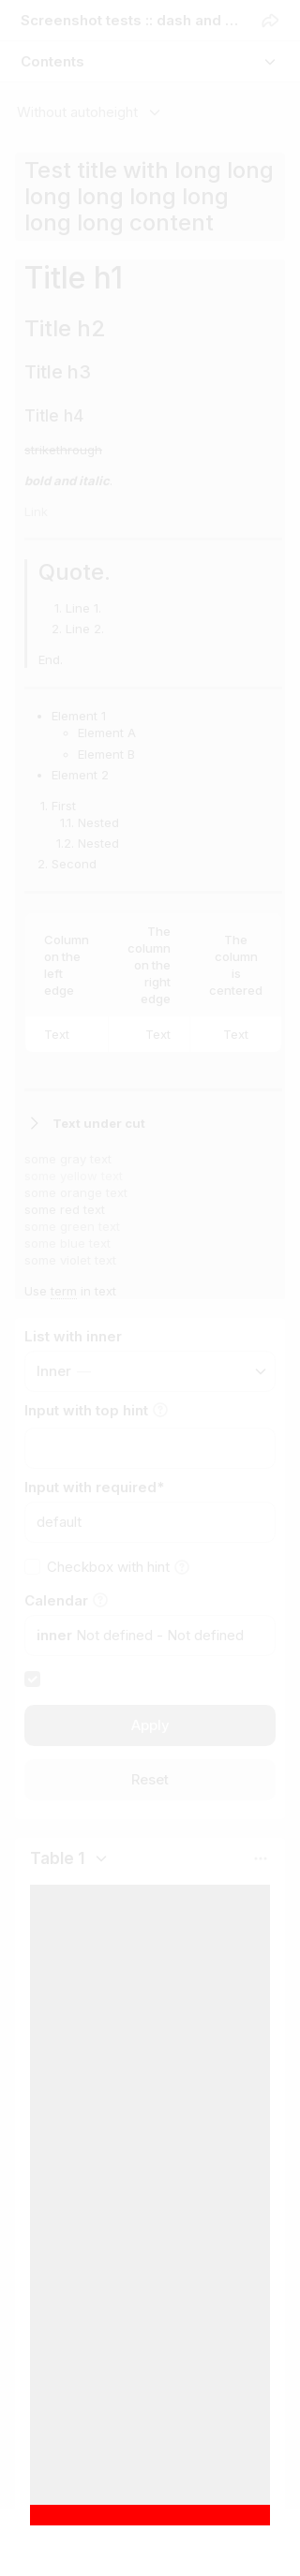 Screenshot tests :: dash and ...
Contents
Without autoheight
Test title with long long
long long long long
long long content
Title h1
Title h2
Title h3
Title h4
strikethrough
bold and italic.
Link
Quote.
1. Line 1.
2. Line 2.
End.
• Element 1
◦ Element A
◦ Element B
• Element 2
1. First
1.1. Nested
1.2. Nested
2. Second
Column on the left edge
The column on the right edge
The column is centered
Text Text Text
Text under cut
some gray text
some yellow text
some orange text
some red text
some green text
some blue text
some violet text
Use term in text
List with inner
Inner —
Input with top hint
Input with required*
default
Checkbox with hint
Calendar
inner Not defined - Not defined
Apply
Reset
Table 1